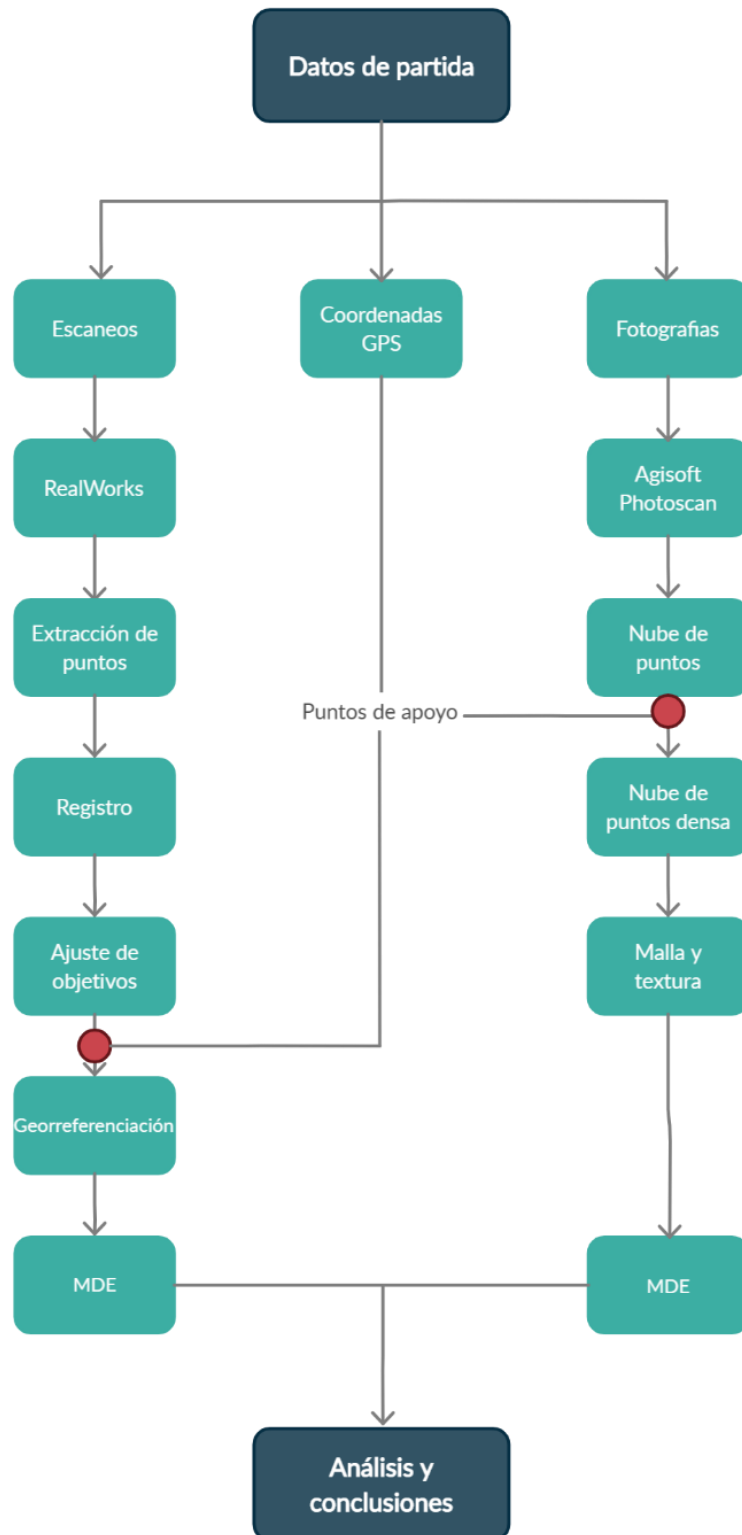 Datos de partida
Escaneos
Coordenadas
GPS
Fotografias
RealWorks
Agisoft
Photoscan
Extracción de
puntos
Nube de
puntos
Puntos de apoyo
Registro
Nube de
puntos densa
Ajuste de
objetivos
Malla y
textura
Georreferenciación
MDE
MDE
Análisis y
conclusiones